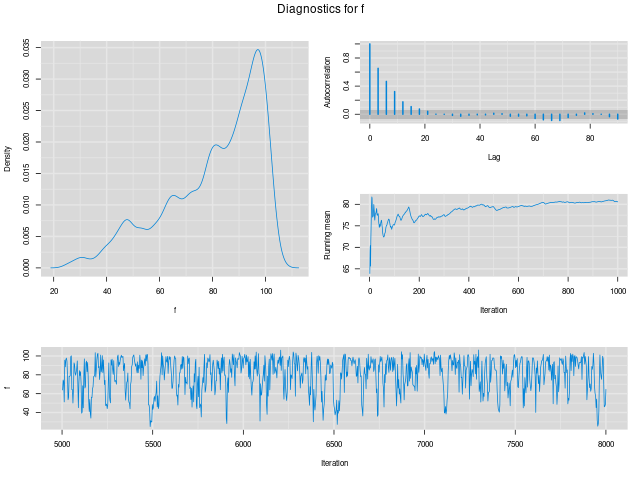 Diagnostics for f
Density
0.000 0.005 0.010 0.015 0.020 0.025 0.030 0.035
20 40 60 80 100
f
Autocorrelation
0.0 0.4 0.8
0 20 40 60 80
Lag
Running mean
65 70 75 80
0 200 400 600 800 1000
Iteration
f
40 60 80 100
5000 5500 6000 6500 7000 7500 8000
Iteration